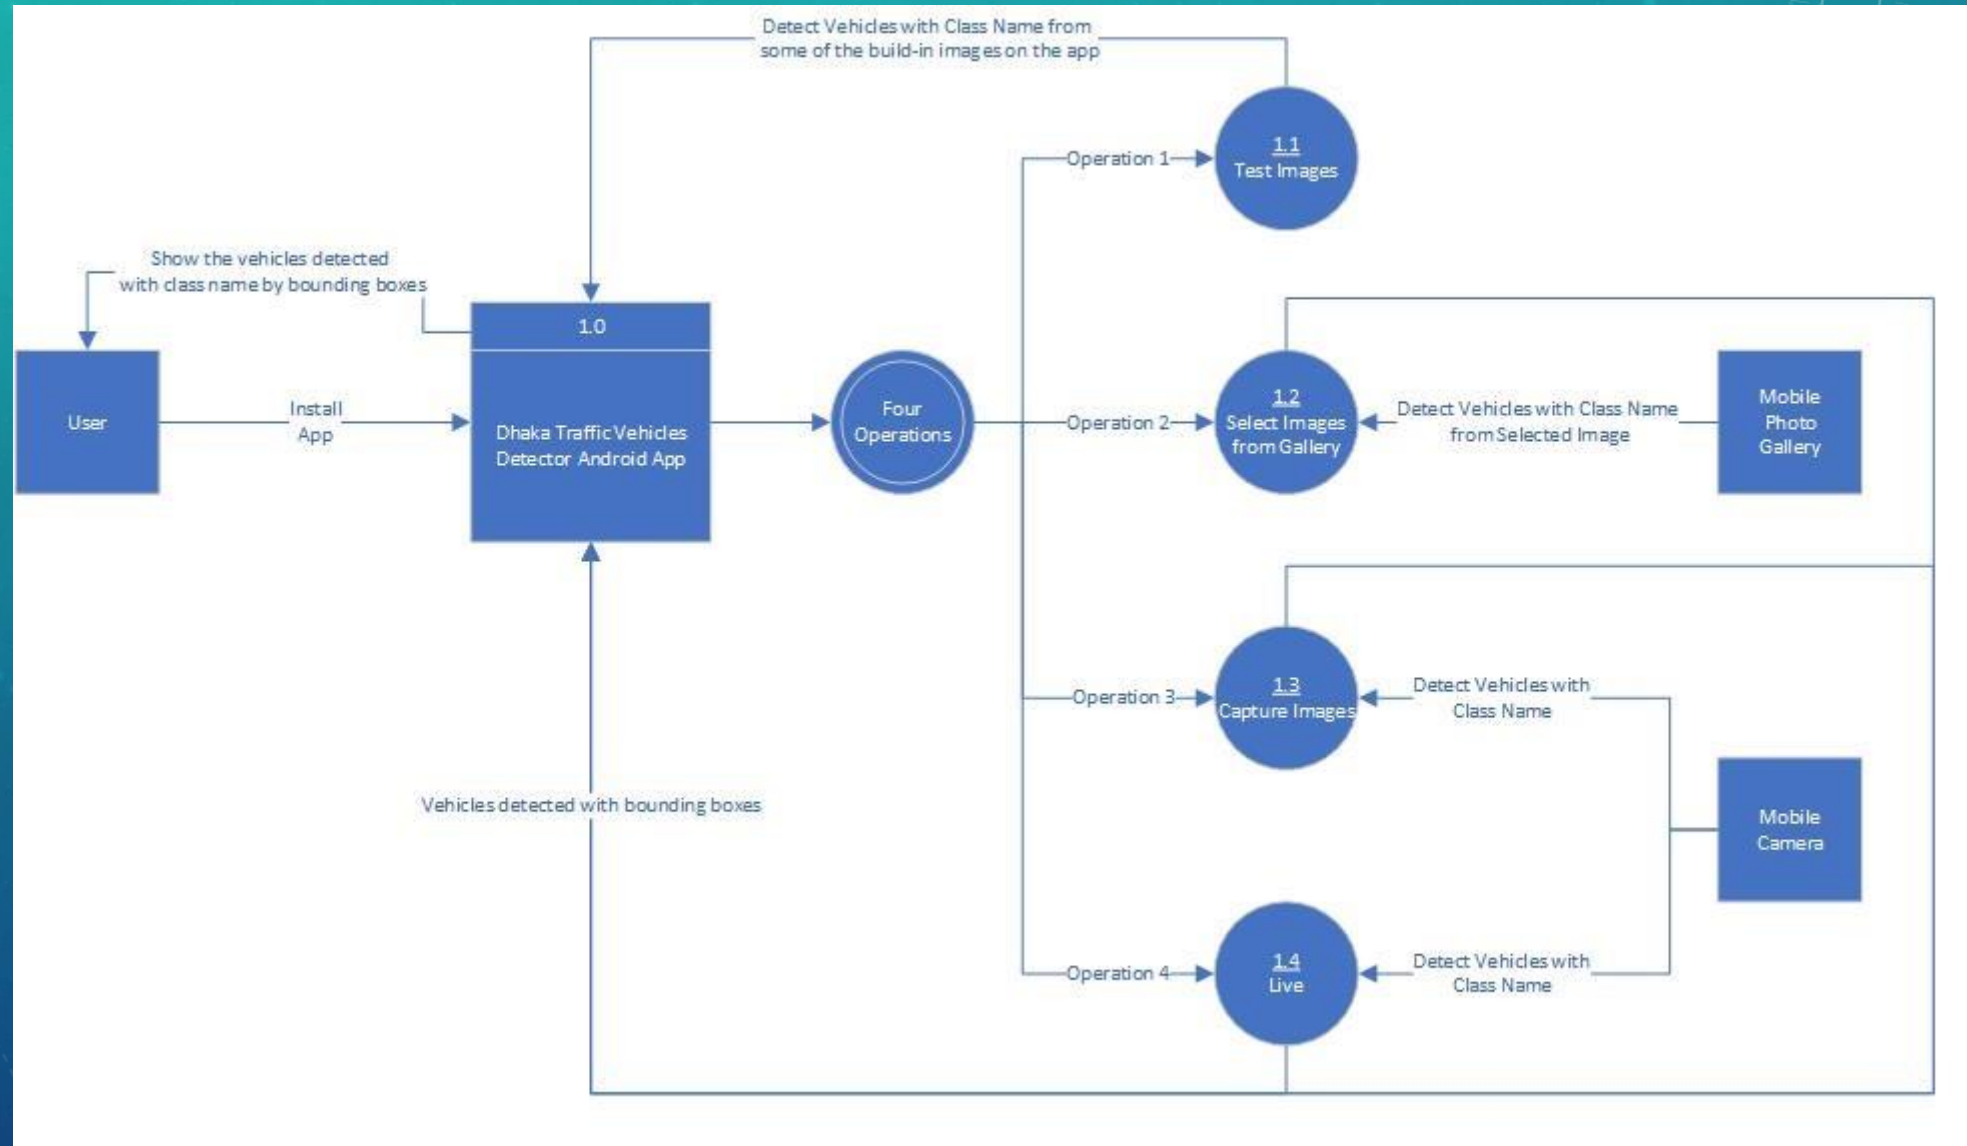 Detect Vehicles with Class Name from
some of the build-in images on the app
1.1
Test Images
Operation 1
Show the vehicles detected
with class name by bounding boxes
1.0
Dhaka Traffic Vehicles
Detector Android App
User
Install
App
Four
Operations
Operation 2
1.2
Select Images
from Gallery
Detect Vehicles with Class Name
from Selected Image
Mobile
Photo
Gallery
Operation 3
1.3
Capture Images
Detect Vehicles with
Class Name
Vehicles detected with bounding boxes
Mobile
Camera
Operation 4
1.4
Live
Detect Vehicles with
Class Name